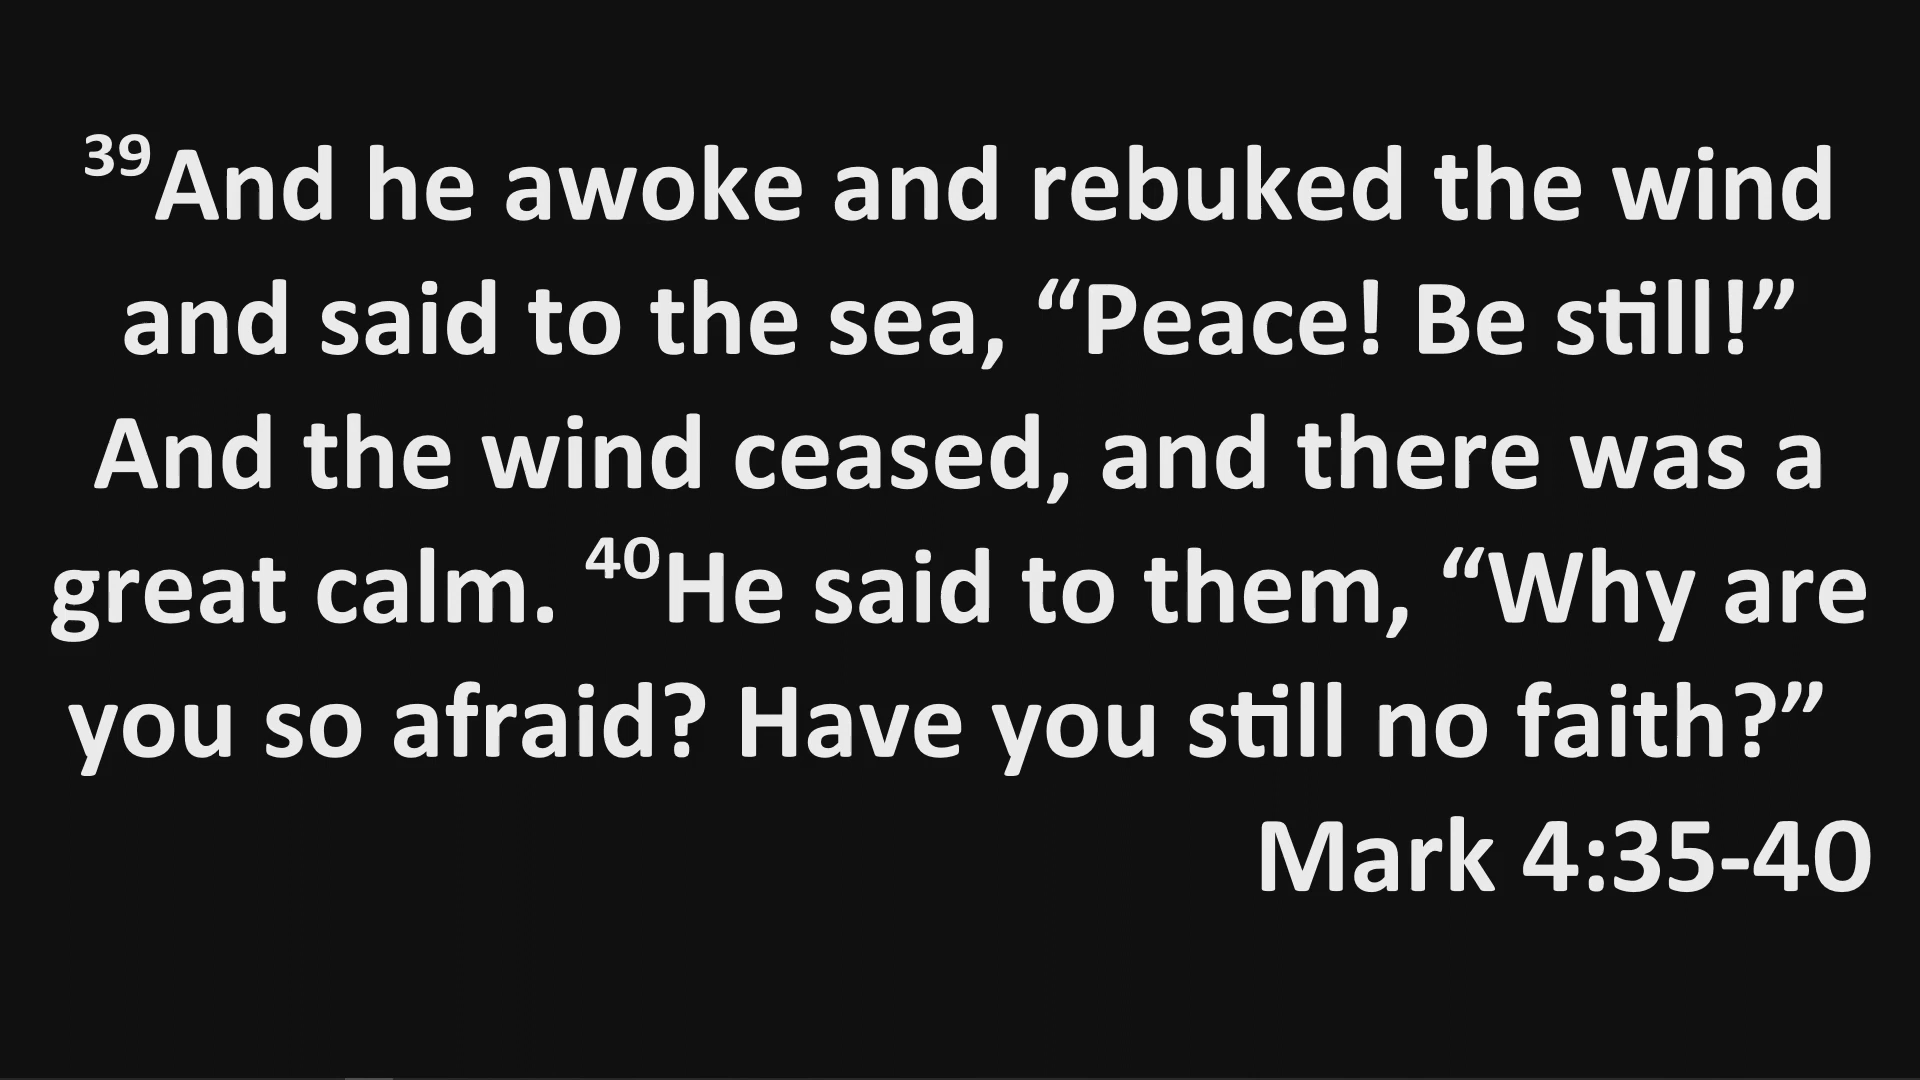 ³⁹And he awoke and rebuked the wind
and said to the sea, “Peace! Be still!”
And the wind ceased, and there was a
great calm. ⁴⁰He said to them, “Why are
you so afraid? Have you still no faith?”
Mark 4:35-40